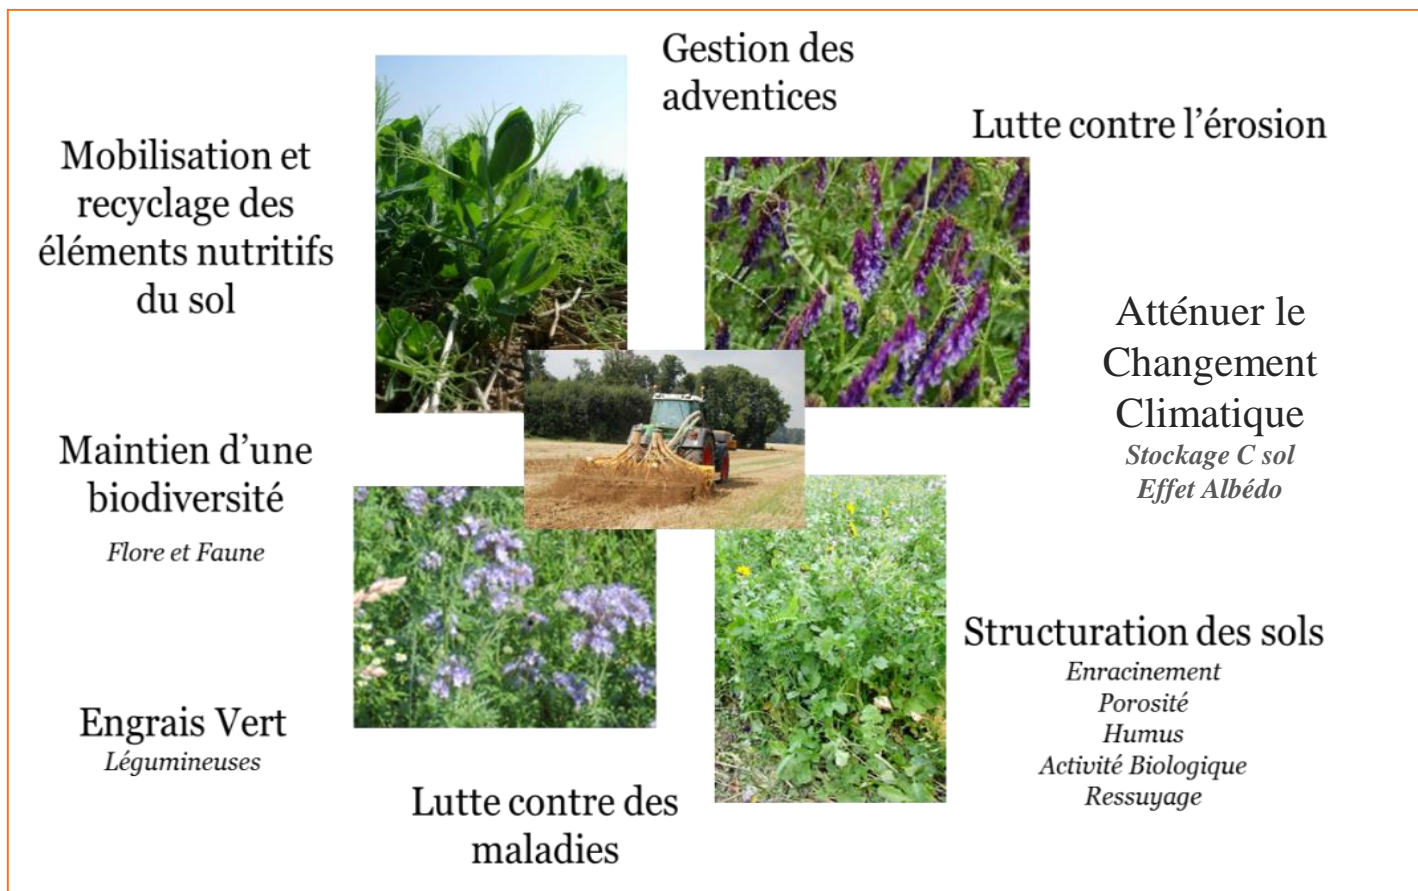 Gestion des
adventices
Lutte contre l’érosion
Mobilisation et
recyclage des
éléments nutritifs
du sol
Atténuer le
Changement
Climatique
Stockage C sol
Effet Albédo
Maintien d’une
biodiversité
Flore et Faune
Structuration des sols
Enracinement
Porosité
Humus
Activité Biologique
Ressuyage
Engrais Vert
Légumineuses
Lutte contre des
maladies